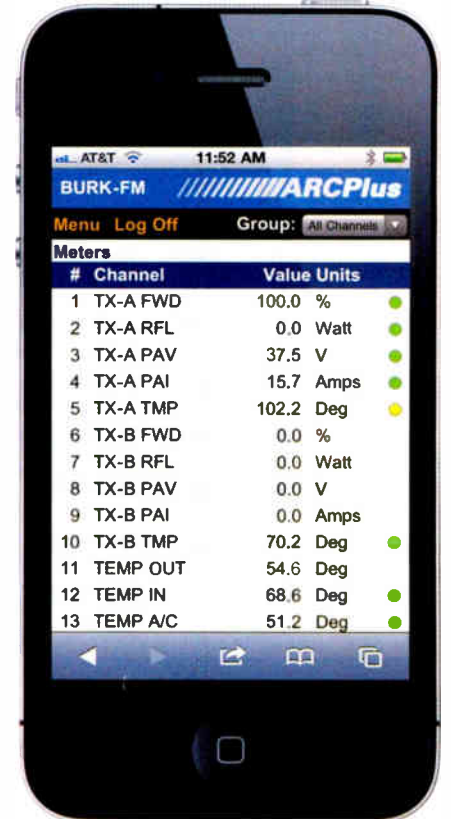 AT&T 11:52 AM
BURK-FM ARCPlus
Menu Log Off Group: All Channels
Meters
# Channel Value Units
1 TX-A FWD 100.0 %
2 TX-A RFL 0.0 Watt
3 TX-A PAV 37.5 V
4 TX-A PAI 15.7 Amps
5 TX-A TMP 102.2 Deg
6 TX-B FWD 0.0 %
7 TX-B RFL 0.0 Watt
8 TX-B PAV 0.0 V
9 TX-B PAI 0.0 Amps
10 TX-B TMP 70.2 Deg
11 TEMP OUT 54.6 Deg
12 TEMP IN 68.6 Deg
13 TEMP A/C 51.2 Deg